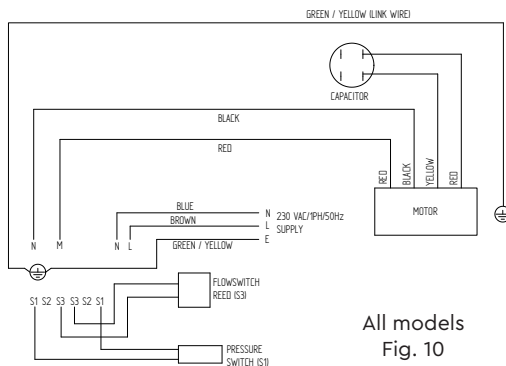 GREEN / YELLOW (LINK WIRE)
CAPACITOR
BLACK
RED
RED
BLACK
YELLOW
RED
MOTOR
BLUE
BROWN
GREEN / YELLOW
N
L
E
230 VAC/1PH/50Hz
SUPPLY
N M N L
S1 S2 S3 S3 S2 S1
FLOWSWITCH
REED (S3)
PRESSURE
SWITCH (S1)
All models
Fig. 10